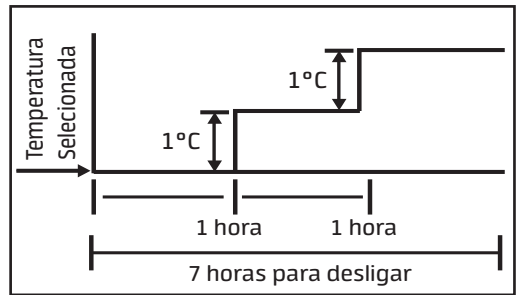 Temperatura
Selecionada
1°C
1°C
1 hora
1 hora
7 horas para desligar